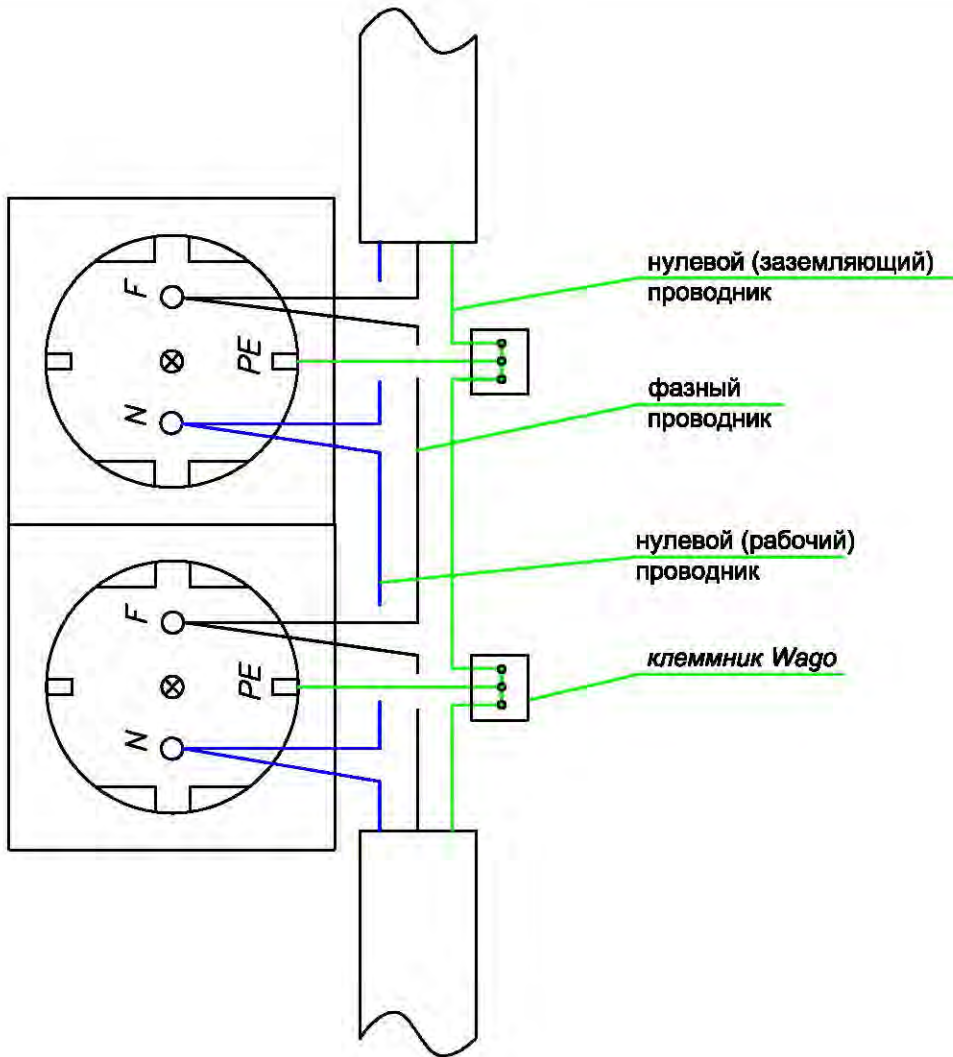 F
PE
N
нулевой (заземляющий)
проводник
фазный
проводник
нулевой (рабочий)
проводник
F
PE
N
клеммник Wago